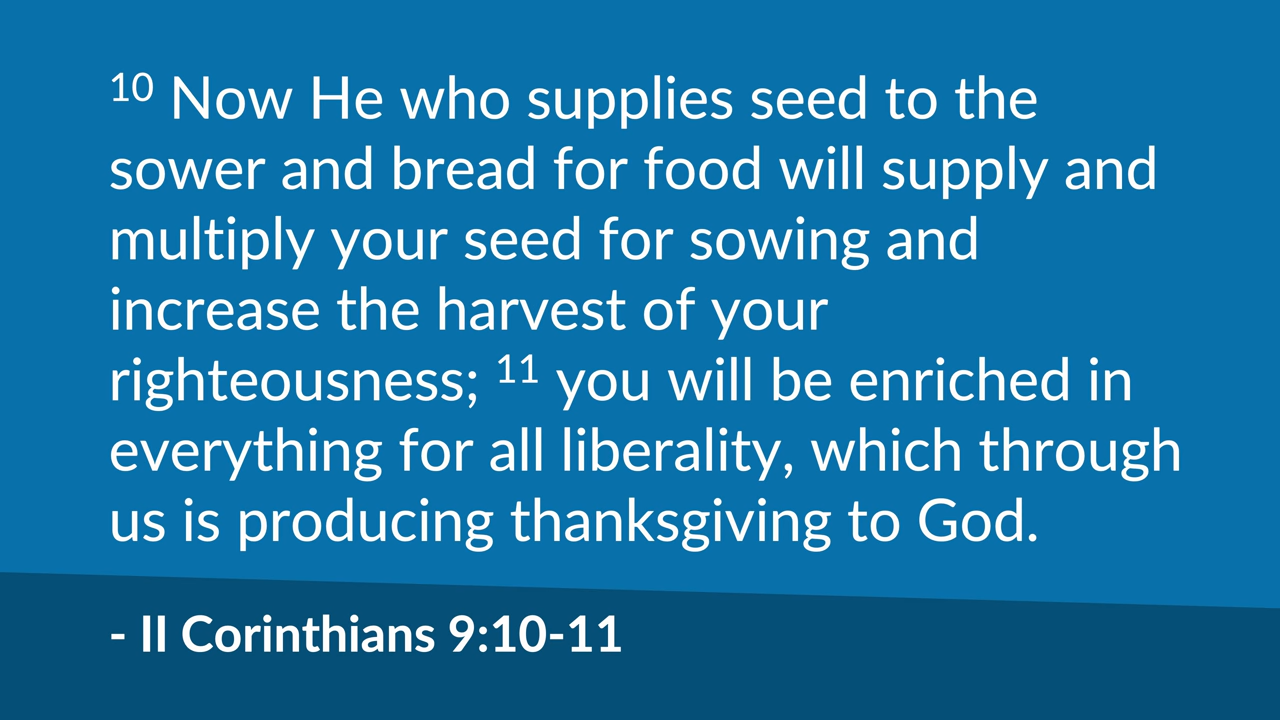 10 Now He who supplies seed to the
sower and bread for food will supply and
multiply your seed for sowing and
increase the harvest of your
righteousness; 11 you will be enriched in
everything for all liberality, which through
us is producing thanksgiving to God.
- II Corinthians 9:10-11